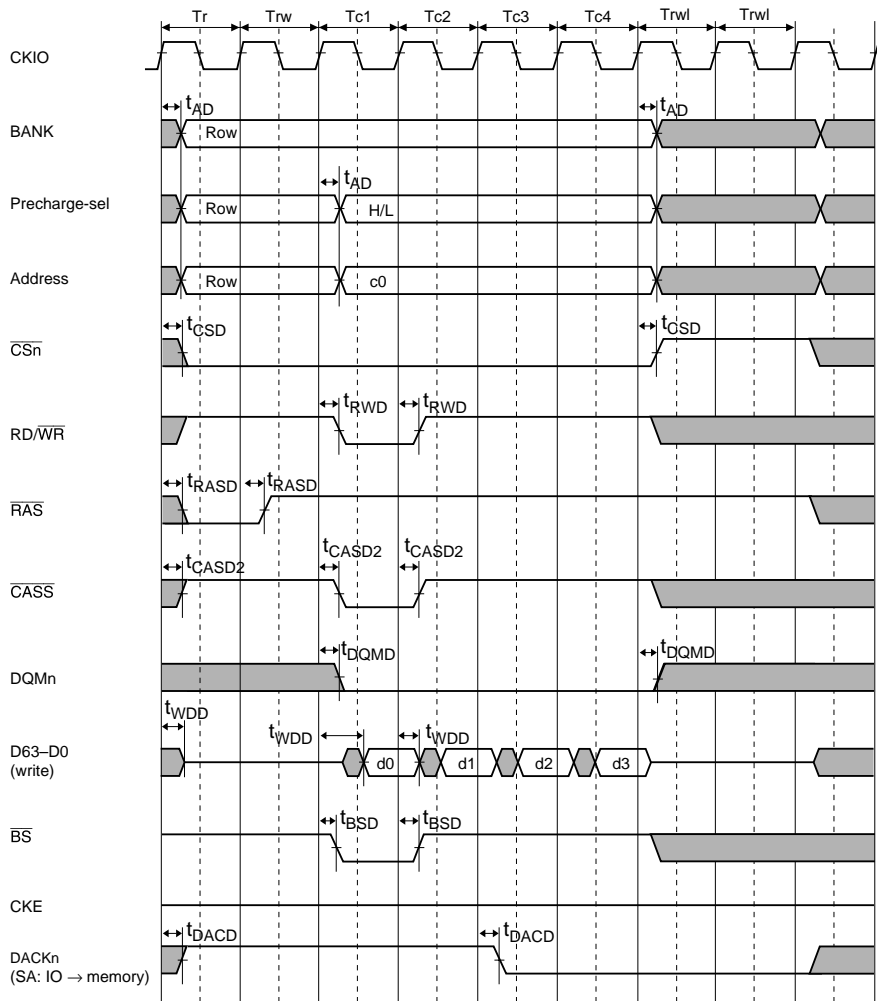 Tr Trw Tc1 Tc2 Tc3 Tc4 Trwl Trwl
CKIO
tAD tAD
BANK Row
tAD
Precharge-sel Row H/L
Address Row c0
tCSD tCSD
CSn
tRWD tRWD
RD/WR
tRASD tRASD
RAS
tCASD2 tCASD2 tCASD2
CASS
tDQMD tDQMD
DQMn
tWDD tWDD tWDD
D63–D0 d0 d1 d2 d3
(write)
tBSD tBSD
BS
CKE
tDACD tDACD
DACKn
(SA: IO → memory)